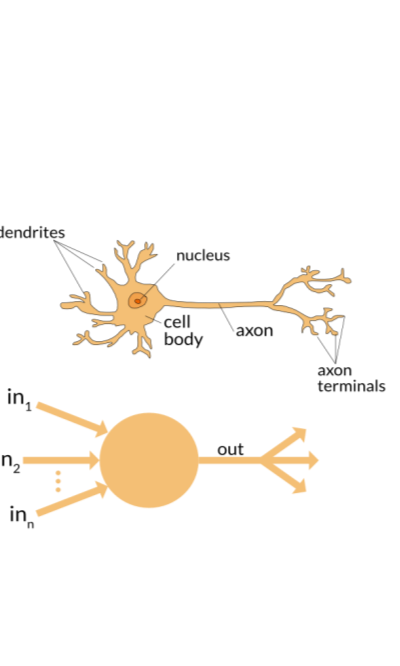 dendrites
nucleus
cell
body
axon
axon
terminals
in1
out
n2
inn